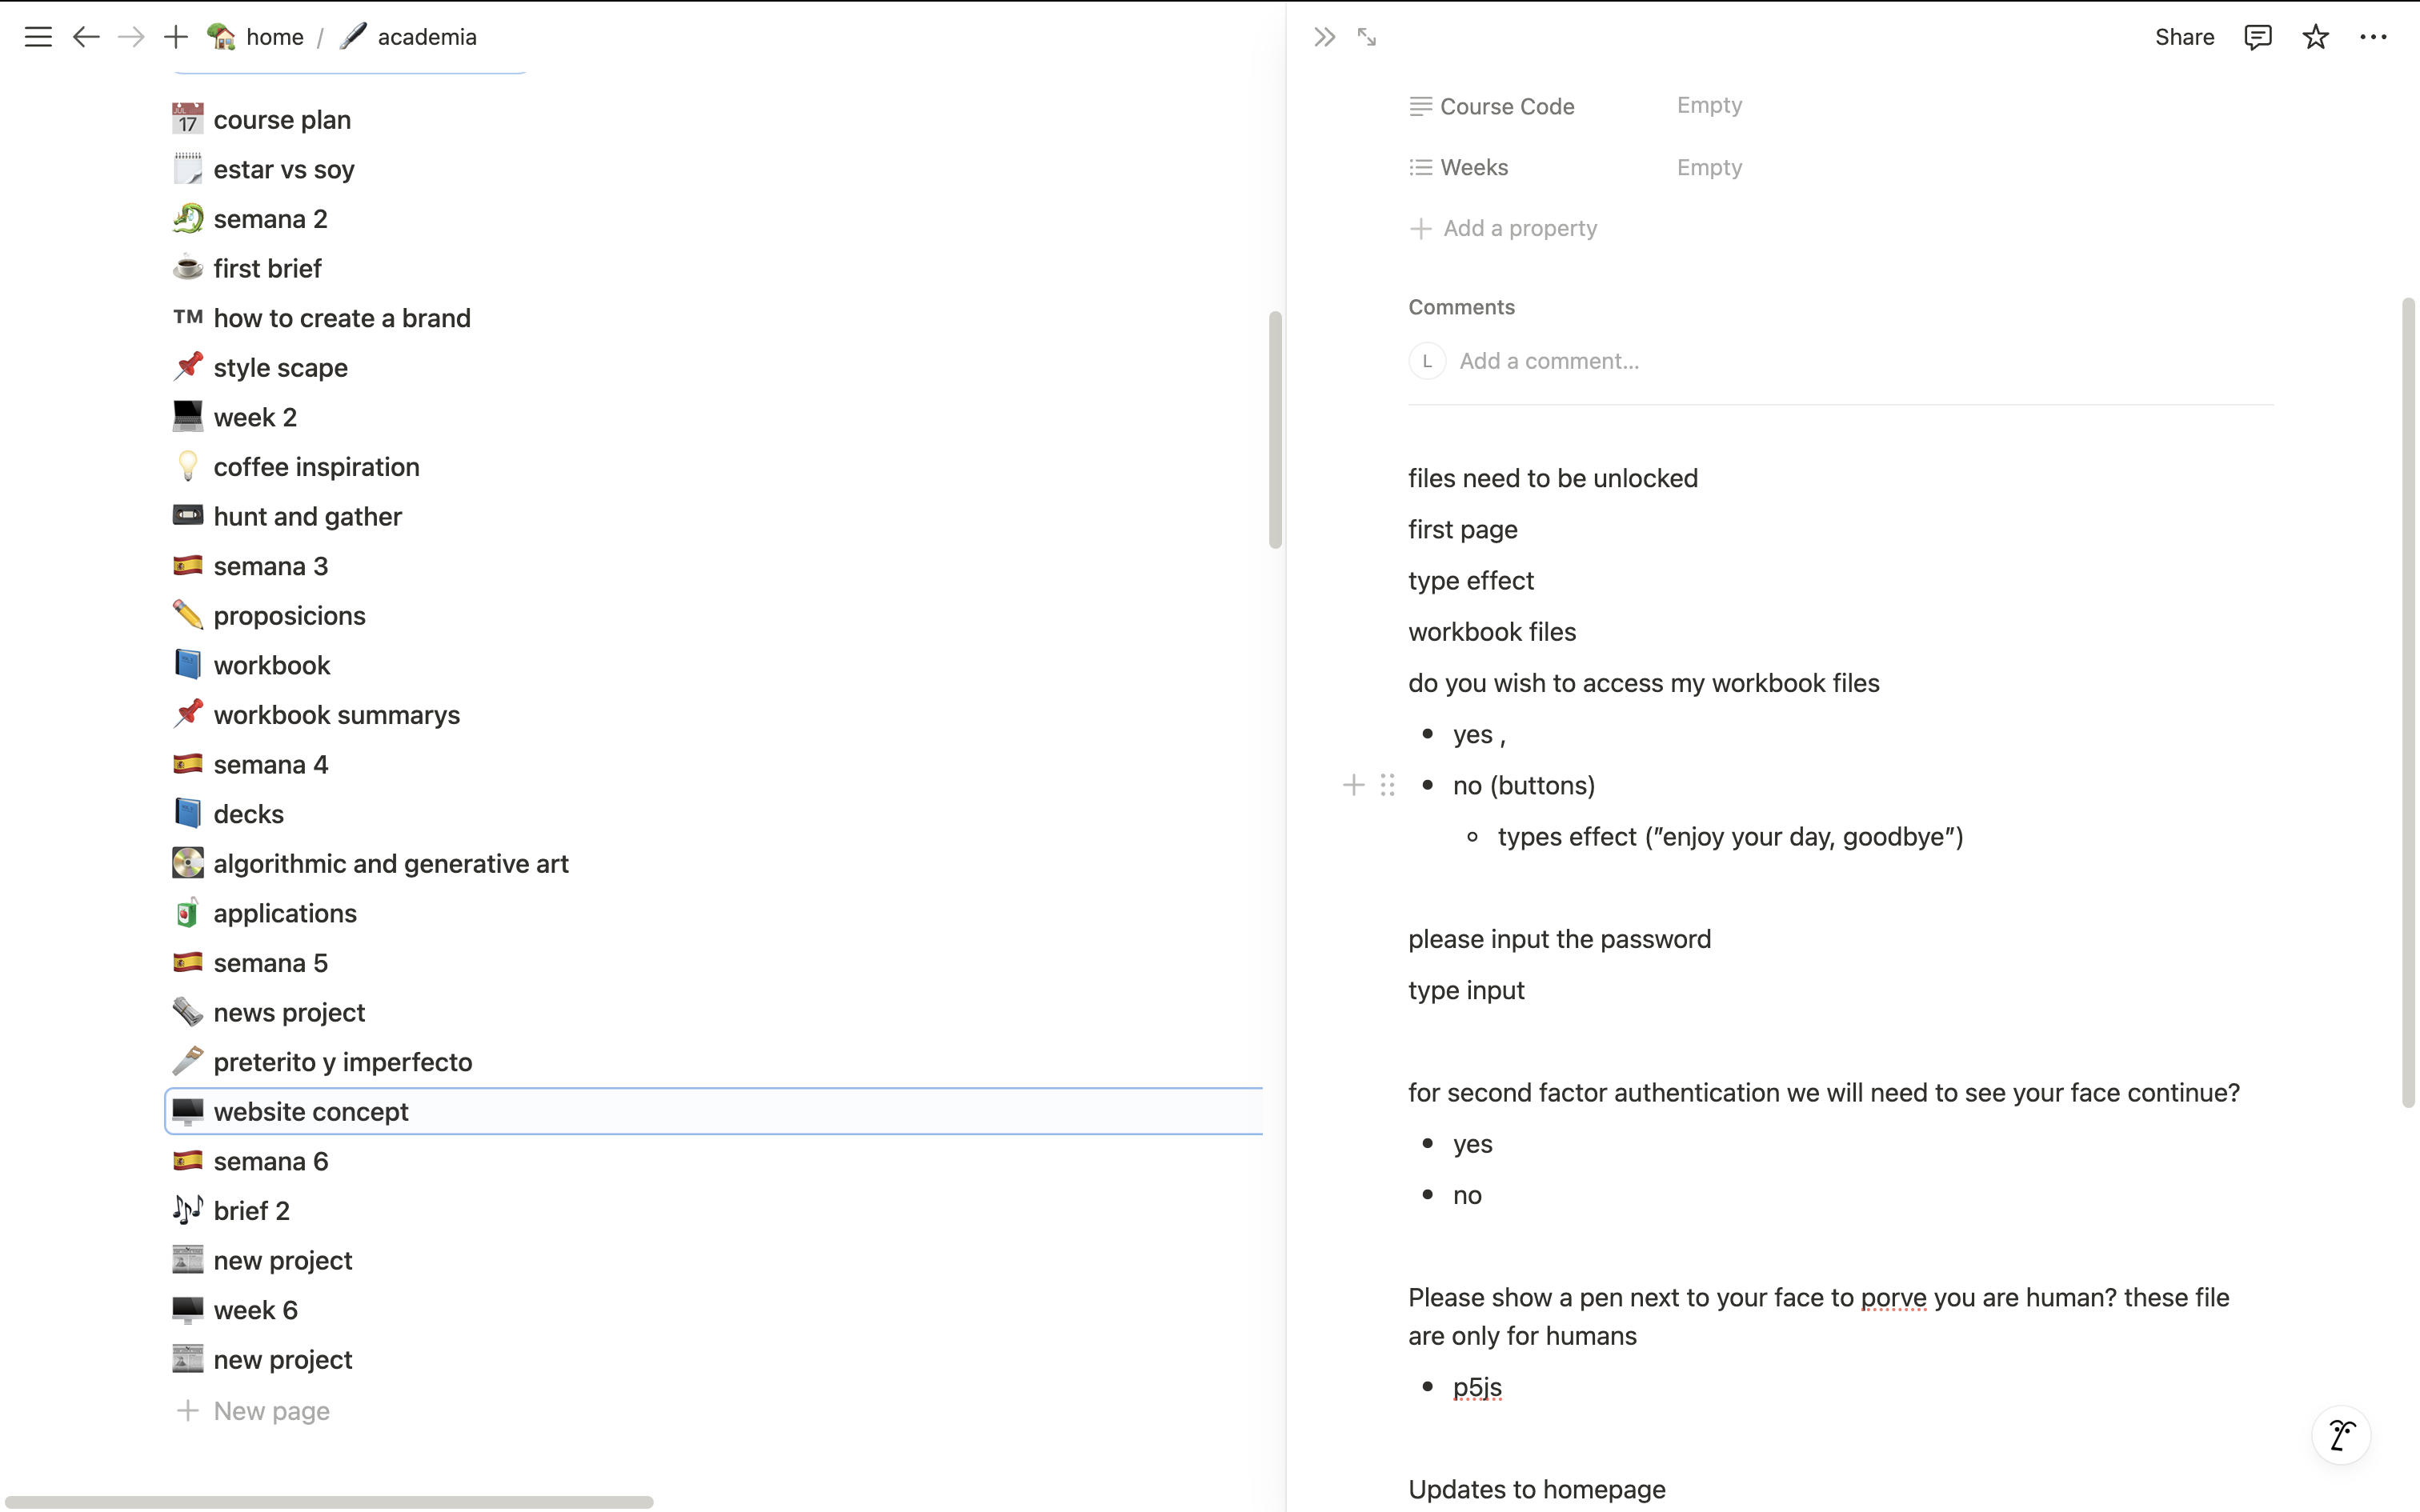 home / academia
Share
course plan
estar vs soy
semana 2
first brief
TM how to create a brand
style scape
week 2
coffee inspiration
hunt and gather
semana 3
proposicions
workbook
workbook summarys
semana 4
decks
algorithmic and generative art
applications
semana 5
news project
preterito y imperfecto
website concept
semana 6
brief 2
new project
week 6
new project
New page
Course Code Empty
Weeks Empty
Add a property
Comments
L Add a comment...
files need to be unlocked
first page
type effect
workbook files
do you wish to access my workbook files
• yes ,
• no (buttons)
◦ types effect (”enjoy your day, goodbye”)
please input the password
type input
for second factor authentication we will need to see your face continue?
• yes
• no
Please show a pen next to your face to porve you are human? these file
are only for humans
• p5js
Updates to homepage